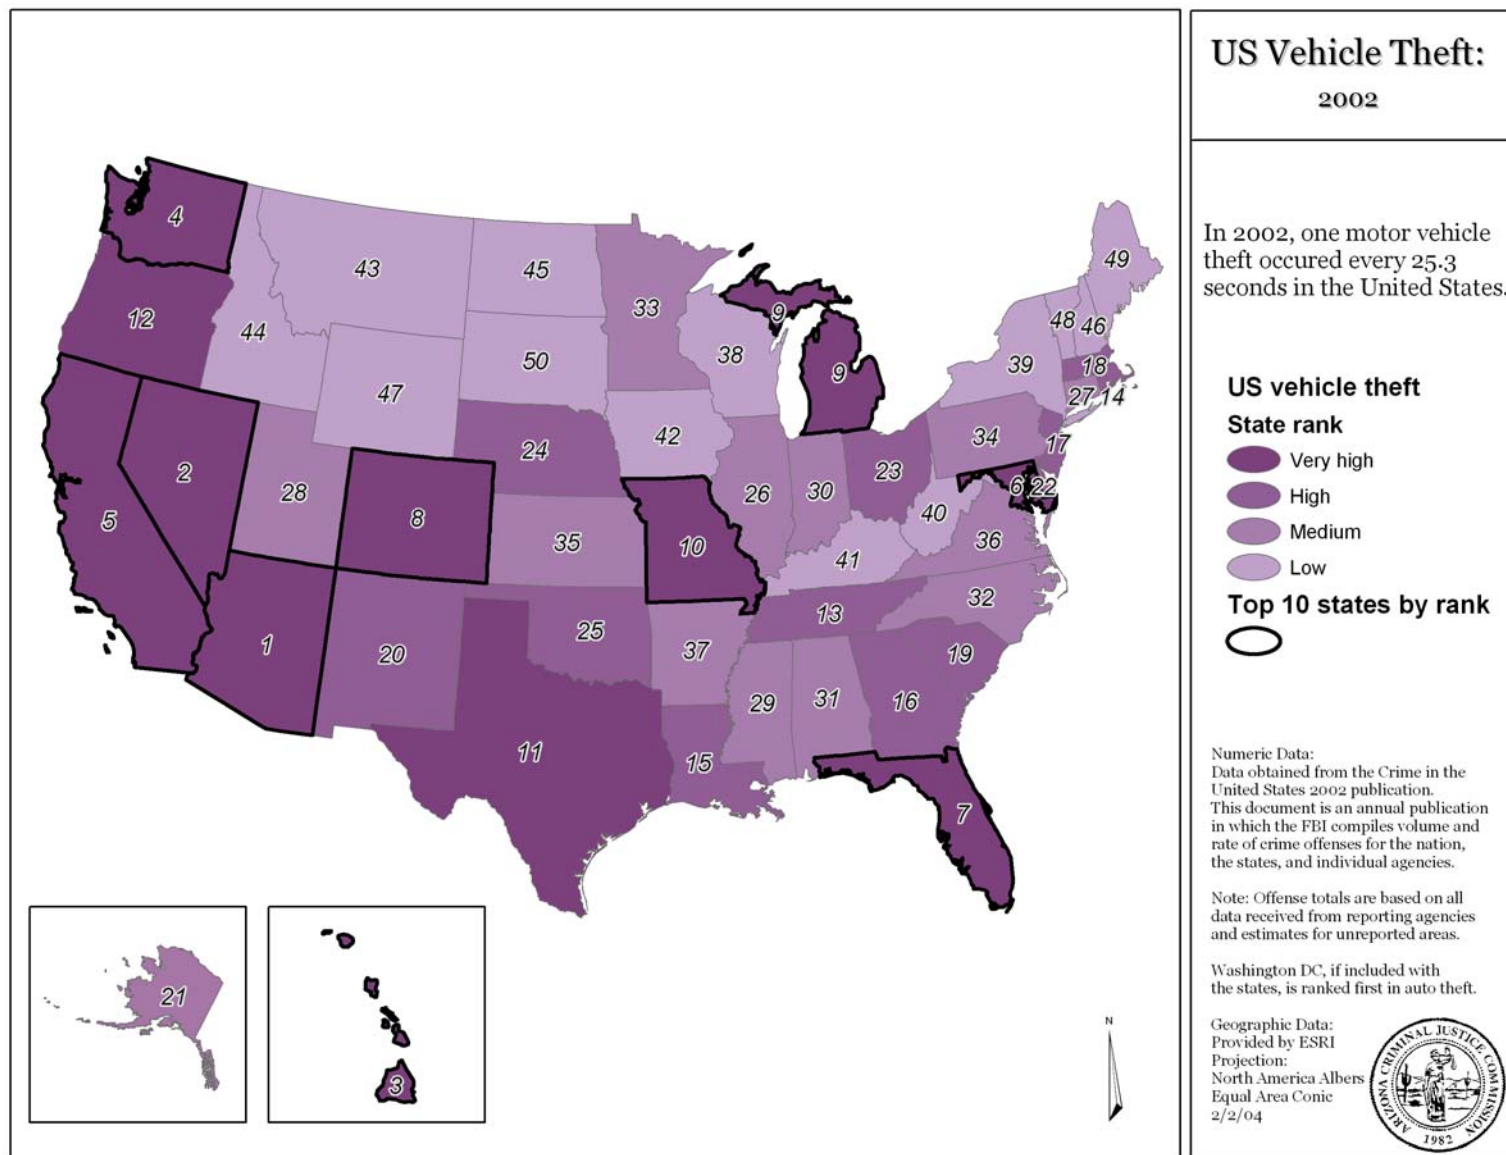 US Vehicle Theft:
2002
In 2002, one motor vehicle
theft occured every 25.3
seconds in the United States.
US vehicle theft
State rank
Very high
High
Medium
Low
Top 10 states by rank
Numeric Data:
Data obtained from the Crime in the
United States 2002 publication.
This document is an annual publication
in which the FBI compiles volume and
rate of crime offenses for the nation,
the states, and individual agencies.
Note: Offense totals are based on all
data received from reporting agencies
and estimates for unreported areas.
Washington DC, if included with
the states, is ranked first in auto theft.
Geographic Data:
Provided by ESRI
Projection:
North America Albers
Equal Area Conic
2/2/04
ARIZONA CRIMINAL JUSTICE COMMISSION
1982
N
4
43
45
33
9
49
12
44
50
38
9
48
46
47
39
18
42
27
14
2
24
34
17
28
26
30
23
6
22
5
8
35
10
40
36
41
1
20
25
37
13
32
19
29
31
16
11
15
7
21
3